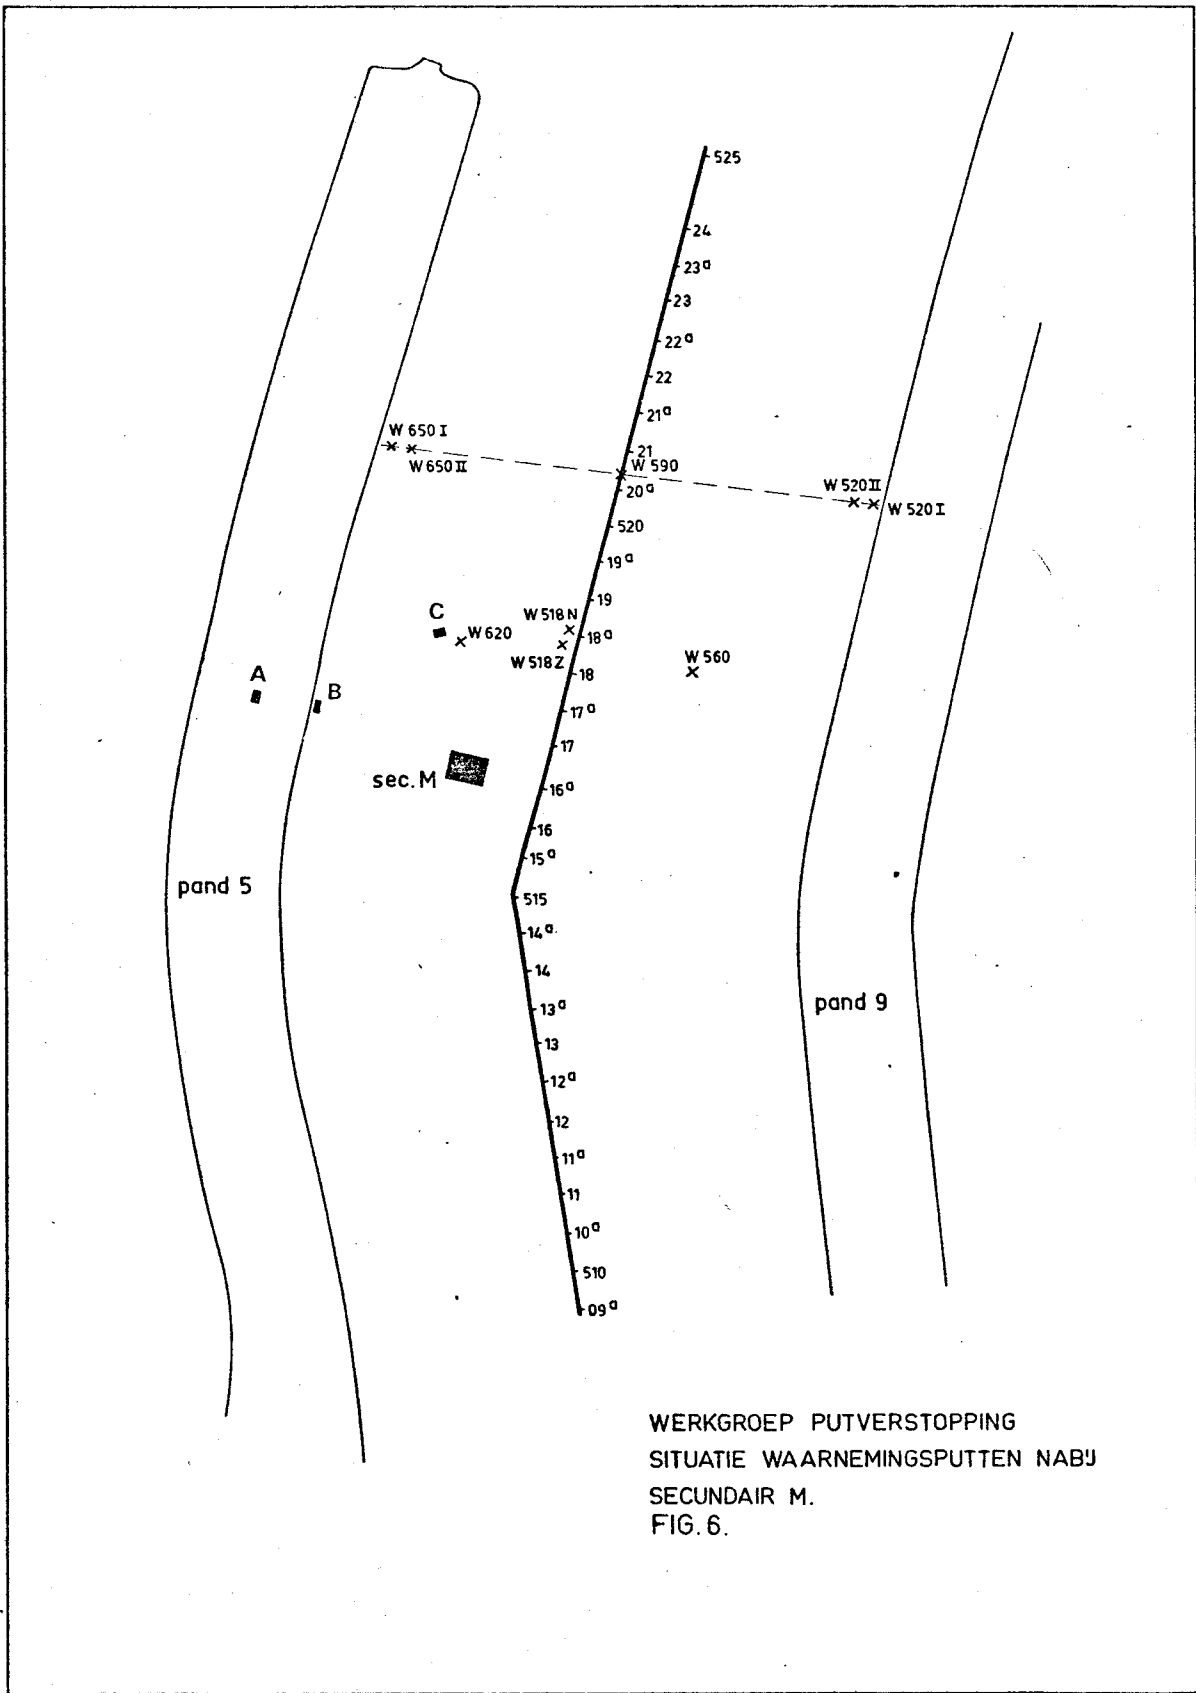 525
24
23a
23
22a
22
21a
W 650 I
21
W 650 II
W 590
20a
W 520 II
W 520 I
520
19a
19
C
W 518 N
W 620
18a
W 518 Z
W 560
18
A
B
17a
17
sec. M
16a
16
15a
pand 5
515
14a.
14
pand 9
13a
13
12a
12
11a
11
10a
510
09a
WERKGROEP PUTVERSTOPPING
SITUATIE WAARNEMINGSPUTTEN NABIJ
SECUNDAIR M.
FIG. 6.